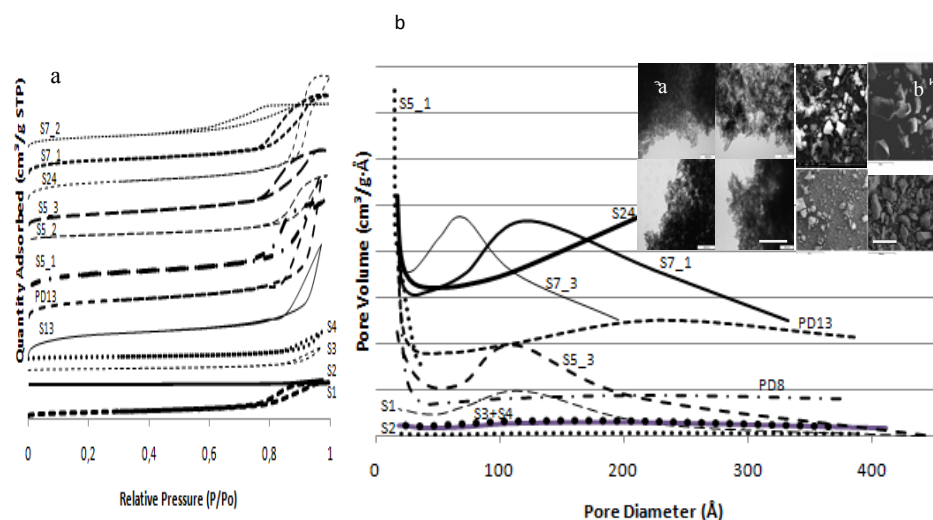 b
a
Quantity Adsorbed (cm³/g STP)
S7_2
S7_1
S24
S5_3
S5_2
S5_1
PD13
S13
S4
S3
S2
S1
0
0,2
0,4
0,6
0,8
1
Relative Pressure (P/Po)
Pore Volume (cm³/g·Å)
S5_1
a
b
S24
S7_1
S7_3
PD13
S5_3
PD8
S1
S3+S4
S2
0
100
200
300
400
Pore Diameter (Å)